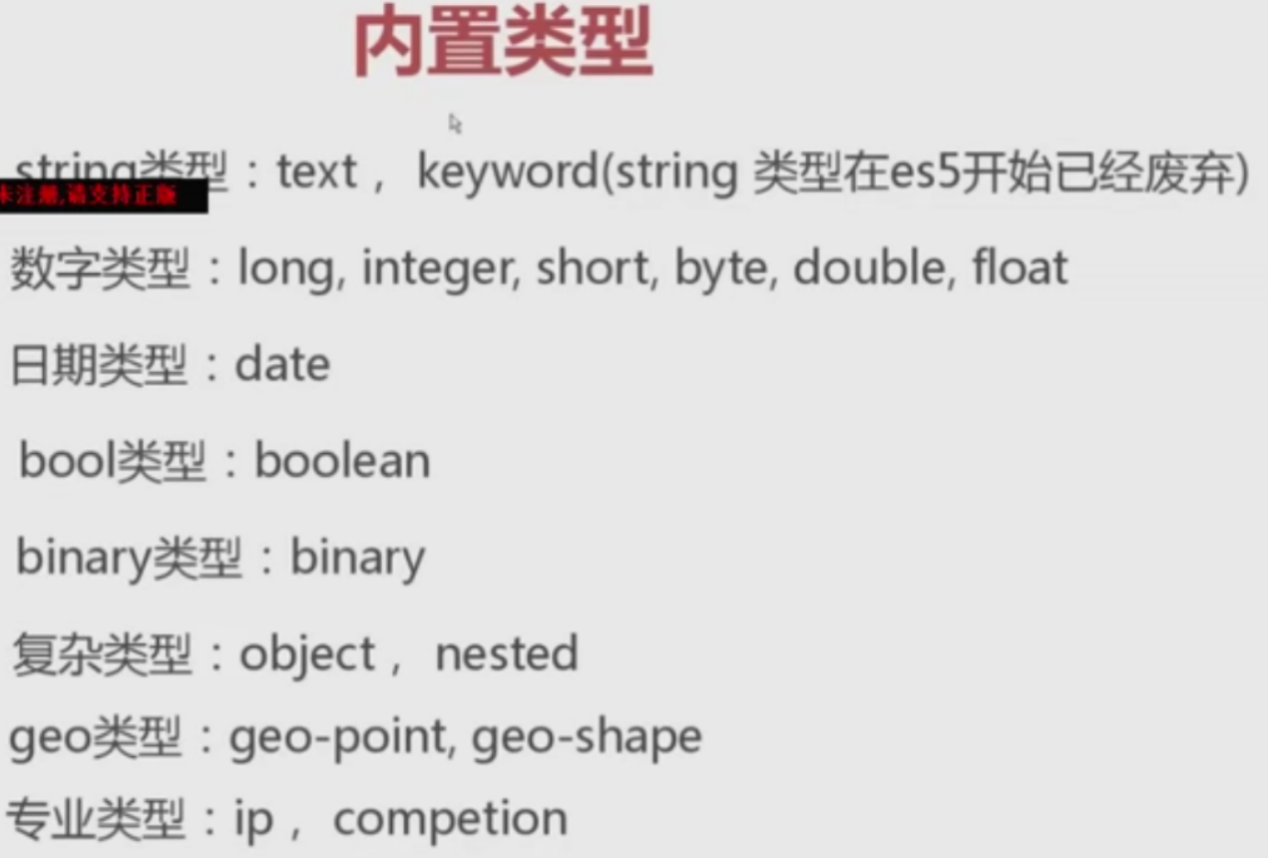 内置类型
string类型：text， keyword(string 类型在es5开始已经废弃)
未注册,请支持正版
数字类型：long, integer, short, byte, double, float
日期类型：date
bool类型：boolean
binary类型：binary
复杂类型：object， nested
geo类型：geo-point, geo-shape
专业类型：ip， competion